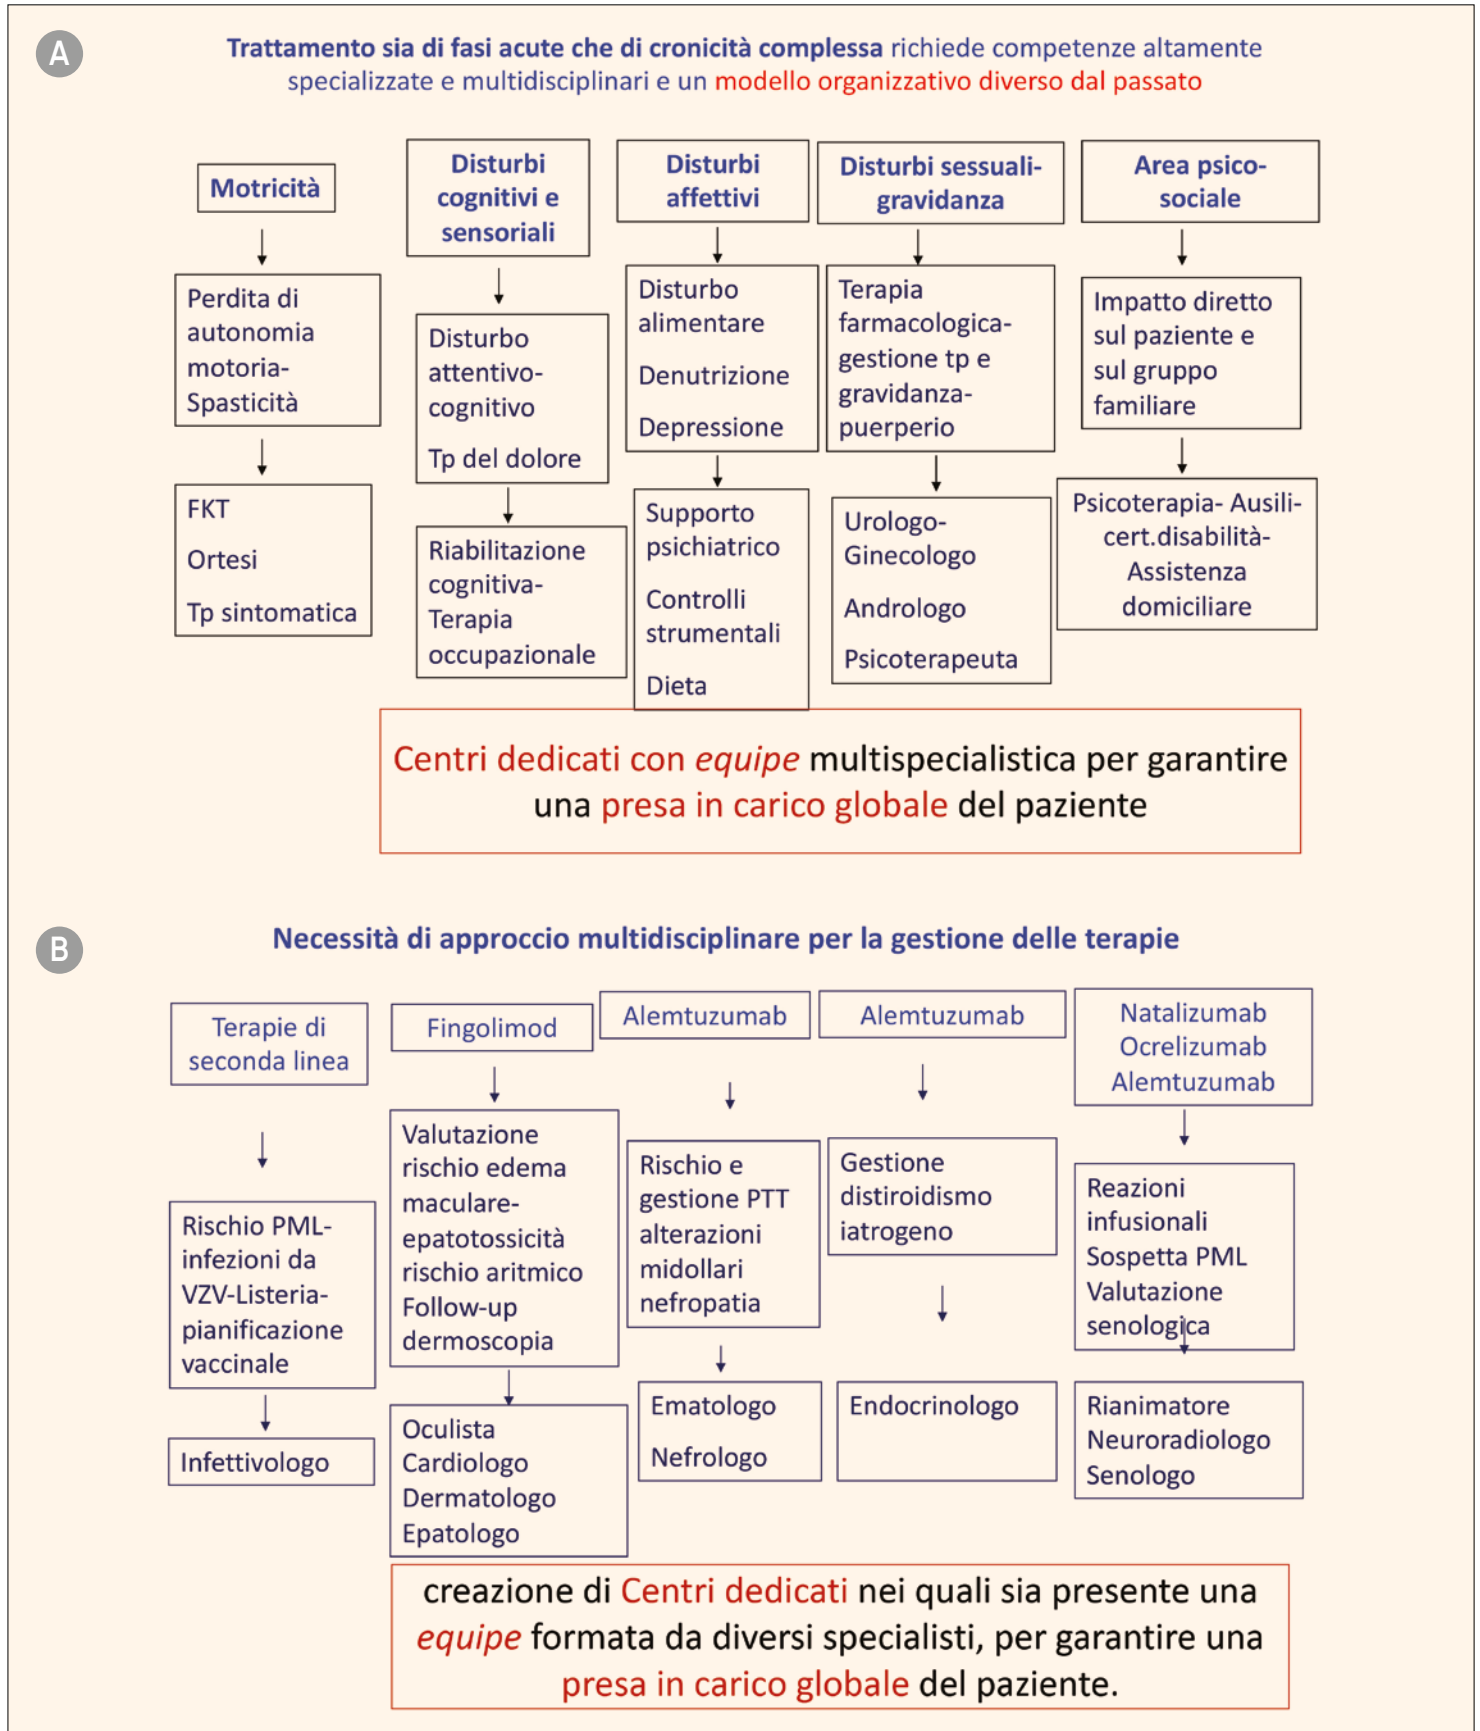 A
Trattamento sia di fasi acute che di cronicità complessa richiede competenze altamente
specializzate e multidisciplinari e un modello organizzativo diverso dal passato
Motricità
Perdita di
autonomia
motoria-
Spasticità
FKT
Ortesi
Tp sintomatica
Disturbi
cognitivi e
sensoriali
Disturbo
attentivo-
cognitivo
Tp del dolore
Riabilitazione
cognitiva-
Terapia
occupazionale
Disturbi
affettivi
Disturbo
alimentare
Denutrizione
Depressione
Supporto
psichiatrico
Controlli
strumentali
Dieta
Disturbi sessuali-
gravidanza
Terapia
farmacologica-
gestione tp e
gravidanza-
puerperio
Urologo-
Ginecologo
Andrologo
Psicoterapeuta
Area psico-
sociale
Impatto diretto
sul paziente e
sul gruppo
familiare
Psicoterapia- Ausili-
cert.disabilità-
Assistenza
domiciliare
Centri dedicati con equipe multispecialistica per garantire
una presa in carico globale del paziente
B
Necessità di approccio multidisciplinare per la gestione delle terapie
Terapie di
seconda linea
Rischio PML-
infezioni da
VZV-Listeria-
pianificazione
vaccinale
Infettivologo
Fingolimod
Valutazione
rischio edema
maculare-
epatotossicità
rischio aritmico
Follow-up
dermoscopia
Oculista
Cardiologo
Dermatologo
Epatologo
Alemtuzumab
Rischio e
gestione PTT
alterazioni
midollari
nefropatia
Ematologo
Nefrologo
Alemtuzumab
Gestione
distiroidismo
iatrogeno
Endocrinologo
Natalizumab
Ocrelizumab
Alemtuzumab
Reazioni
infusionali
Sospetta PML
Valutazione
senologica
Rianimatore
Neuroradiologo
Senologo
creazione di Centri dedicati nei quali sia presente una
equipe formata da diversi specialisti, per garantire una
presa in carico globale del paziente.